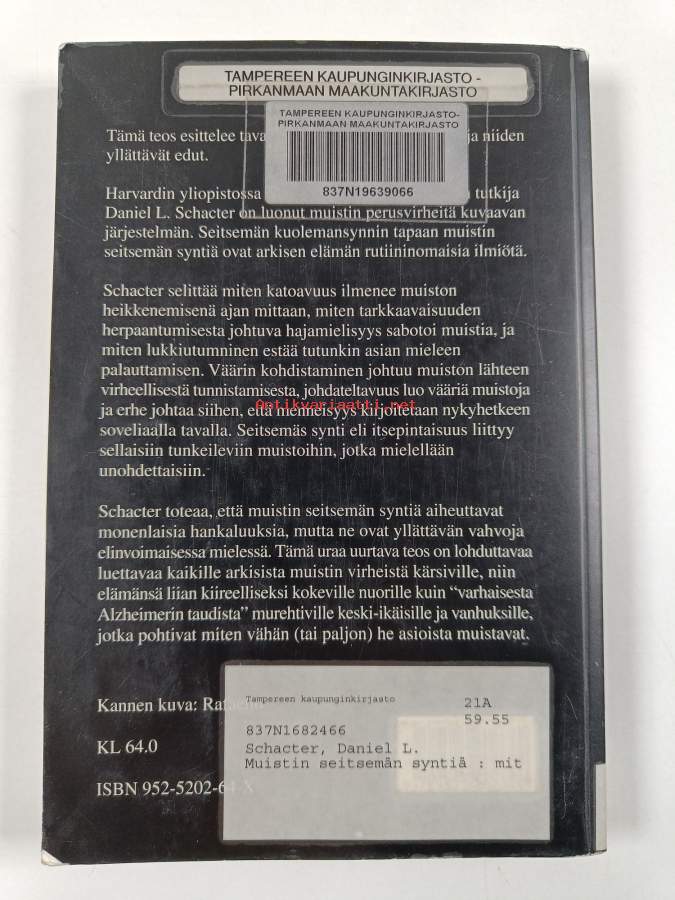 TAMPEREEN KAUPUNGINKIRJASTO -
PIRKANMAAN MAAKUNTAKIRJASTO
TAMPEREEN KAUPUNGINKIRJASTO-
PIRKANMAAN MAAKUNTAKIRJASTO
837N19639066
Tämä teos esittelee ja niiden
yllättävät edut.
Harvardin yliopistossa tutkija
Daniel L. Schacter on luonut muistin perusvirheitä kuvaavan
järjestelmän. Seitsemän kuolemansynnin tapaan muistin
seitsemän syntiä ovat arkisen elämän rutiininomaisia ilmiötä.
Schacter selittää miten katoavuus ilmenee muiston
heikkenemisenä ajan mittaan, miten tarkkaavaisuuden
herpaantumisesta johtuva hajamielisyys sabotoi muistia, ja
miten lukkiutumninen estää tutunkin asian mieleen
palauttamisen. Väärin kohdistaminen johtuu muiston lähteen
virheellisestä tunnistamisesta, johdateltavuus luo vääriä muistoja
ja erhe johtaa siihen, että menneisyys kirjoitetaan nykyhetkeen
Antikvariaatti.net
soveliaalla tavalla. Seitsemäs synti eli itsepintaisuus liittyy
sellaisiin tunkeileviin muistoihin, jotka mielellään
unohdettaisiin.
Schacter toteaa, että muistin seitsemän syntiä aiheuttavat
monenlaisia hankaluuksia, mutta ne ovat yllättävän vahvoja
elinvoimaisessa mielessä. Tämä uraa uurtava teos on lohduttavaa
luettavaa kaikille arkisista muistin virheistä kärsiville, niin
elämänsä liian kiireelliseksi kokeville nuorille kuin “varhaisesta
Alzheimerin taudista” murehtiville keski-ikäisille ja vanhuksille,
jotka pohtivat miten vähän (tai paljon) he asioista muistavat.
Kannen kuva:
KL 64.0
ISBN 952-5202-6 X
Tampereen kaupunginkirjasto
21A
59.55
837N1682466
Schacter, Daniel L.
Muistin seitsemän syntiä : mit